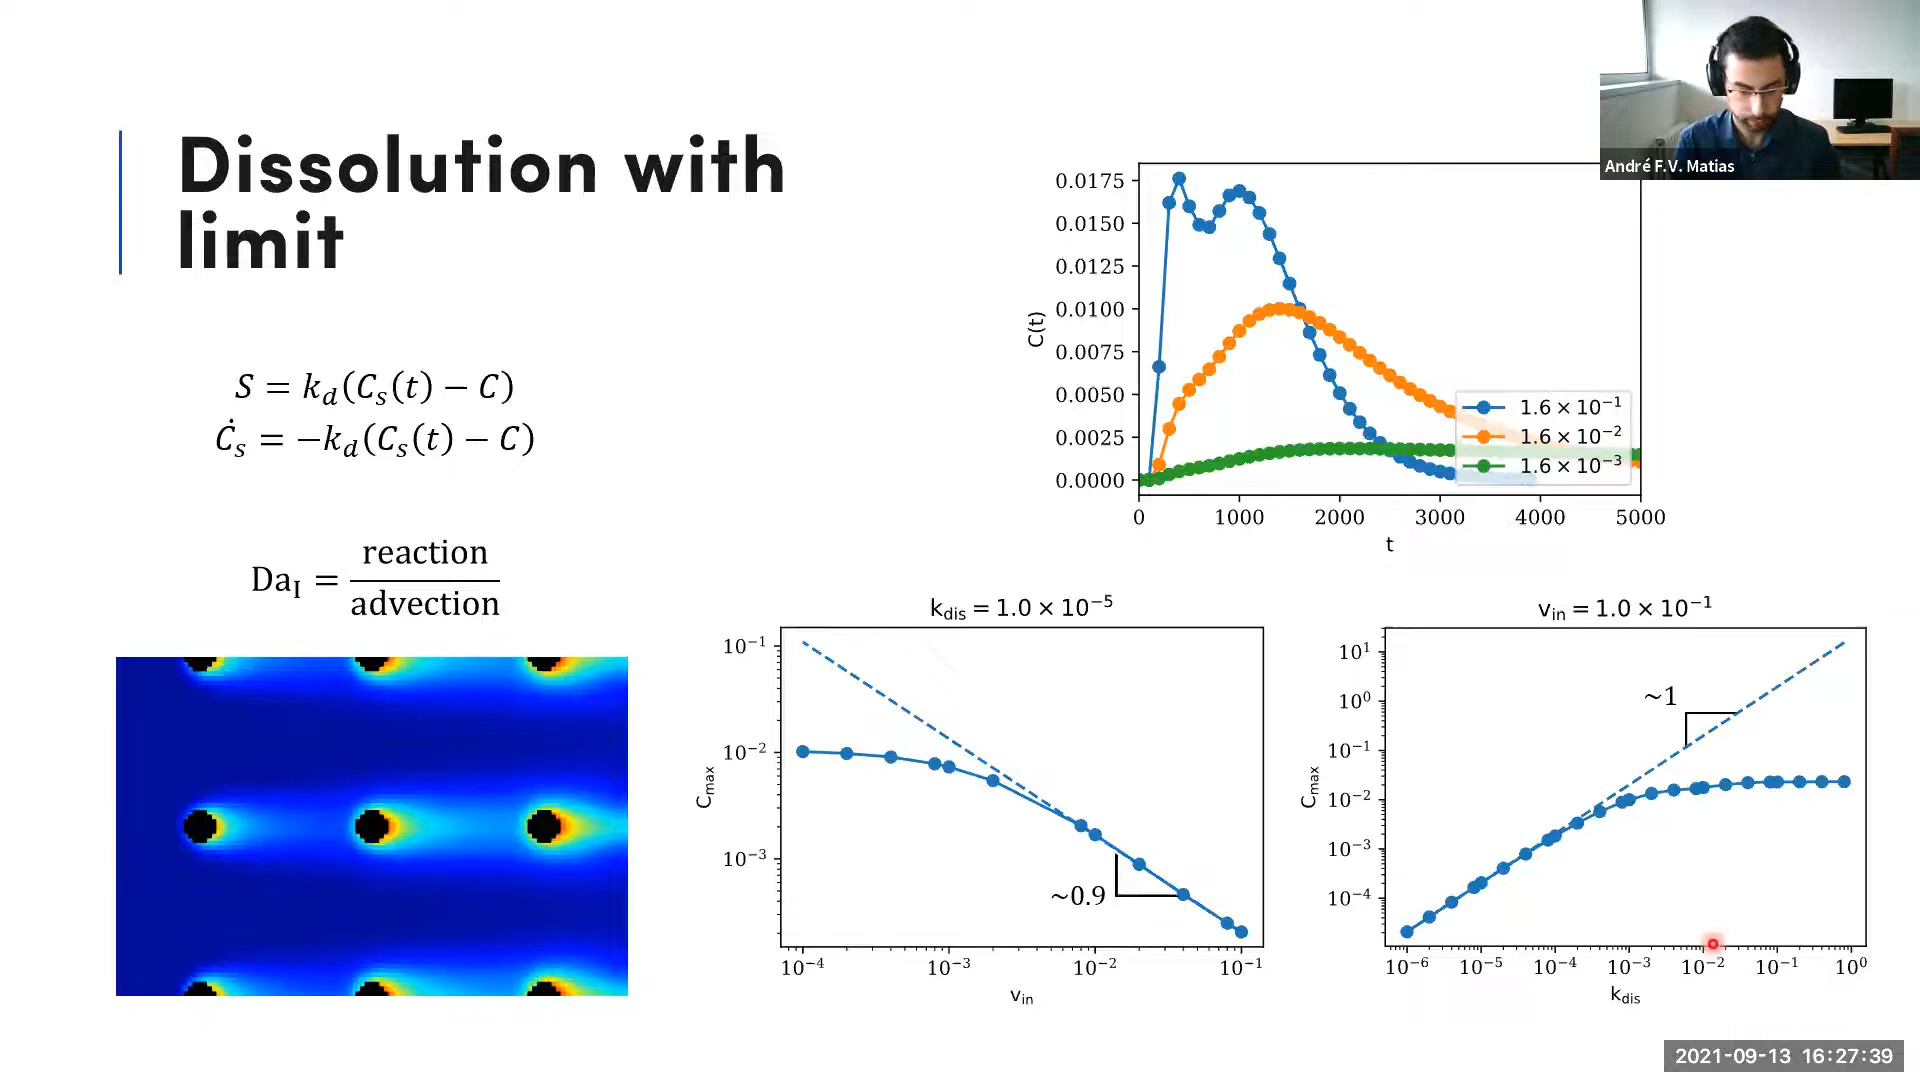 André F.V. Matias
Dissolution with
limit
S = k_d(C_s(t) − C)
Ċ_s = −k_d(C_s(t) − C)
Da_I = reaction / advection
0.0175
0.0150
0.0125
0.0100
0.0075
0.0050
0.0025
0.0000
C(t)
1.6 × 10⁻¹
1.6 × 10⁻²
1.6 × 10⁻³
0 1000 2000 3000 4000 5000
t
k_dis = 1.0 × 10⁻⁵
10⁻¹
10⁻²
10⁻³
C_max
~0.9
10⁻⁴ 10⁻³ 10⁻² 10⁻¹
v_in
v_in = 1.0 × 10⁻¹
10¹
10⁰
10⁻¹
10⁻²
10⁻³
10⁻⁴
C_max
~1
10⁻⁶ 10⁻⁵ 10⁻⁴ 10⁻³ 10⁻² 10⁻¹ 10⁰
k_dis
2021-09-13 16:27:39